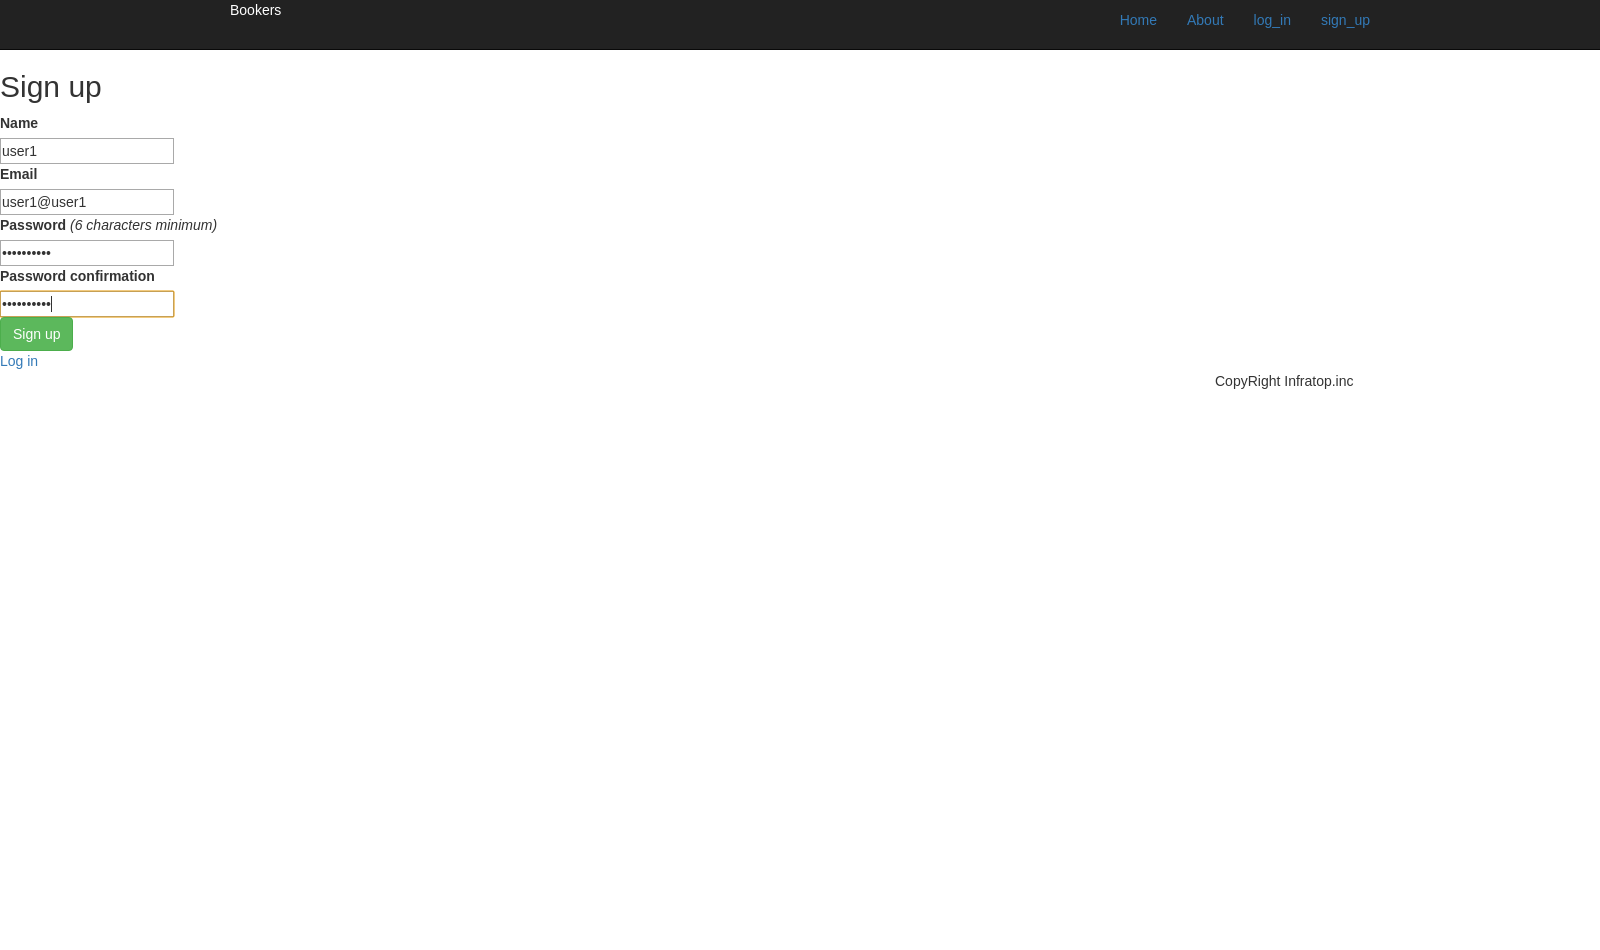 Bookers
Home About log_in sign_up
Sign up
Name
user1
Email
user1@user1
Password (6 characters minimum)
••••••••••
Password confirmation
••••••••••
Sign up
Log in
CopyRight Infratop.inc